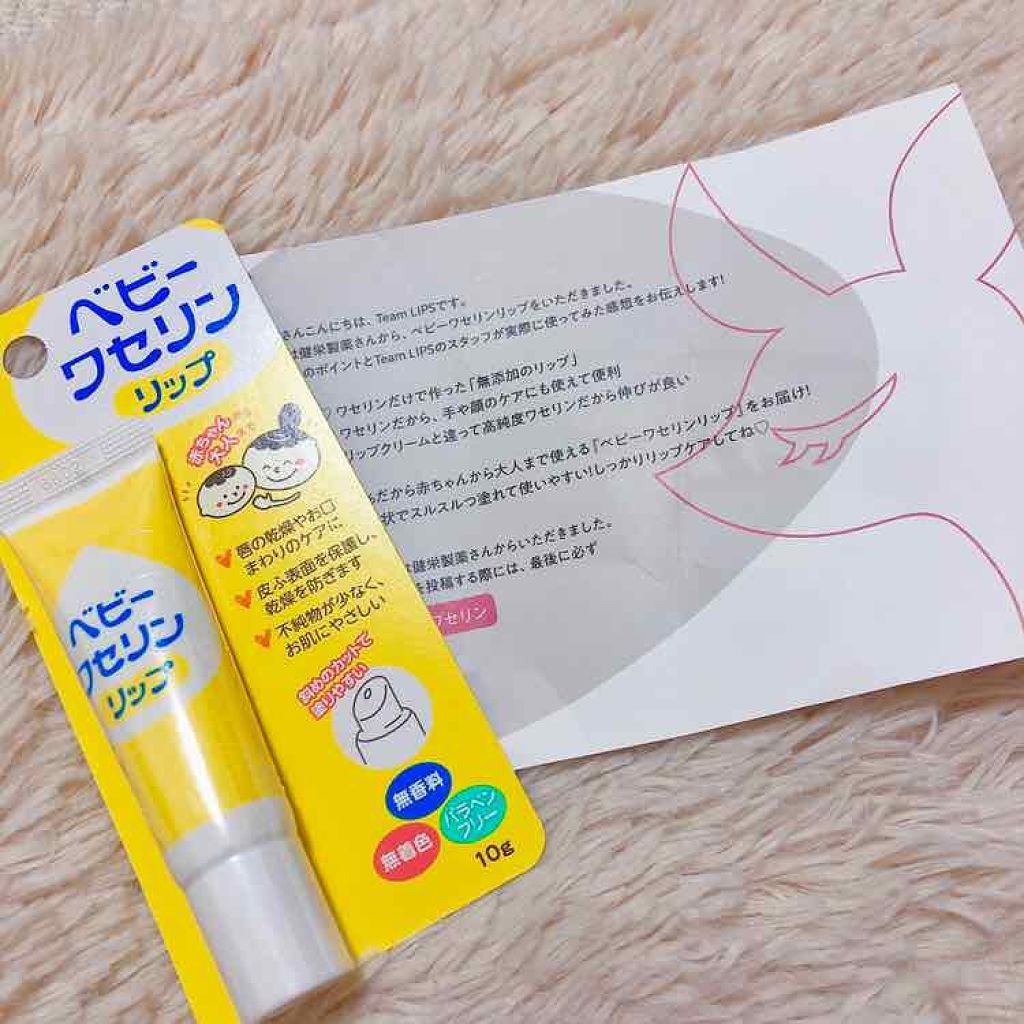 ベビー
ワセリン
リップ
赤ちゃんから
大人まで
唇の乾燥やお口
まわりのケアに
皮ふ表面を保護し、
乾燥を防ぎます
不純物が少なく、
お肌にやさしい
斜めのカットで
塗りやすい
無香料
パラベン
フリー
無着色
10g
ベビー
ワセリン
リップ
さんこんにちは、Team LIPSです。
は健栄製薬さんから、ベビーワセリンリップをいただきました。
のポイントとTeam LIPSのスタッフが実際に使ってみた感想をお伝えします!
ワセリンだけで作った「無添加のリップ」
ワセリンだから、手や顔のケアにも使えて便利
リップクリームと違って高純度ワセリンだから伸びが良い
だから赤ちゃんから大人まで使える「ベビーワセリンリップ」をお届け!
状でスルスルつ塗れて使いやすい!しっかりリップケアしてね♡
は健栄製薬さんからいただきました。
を投稿する際には、最後に必ず
ワセリン